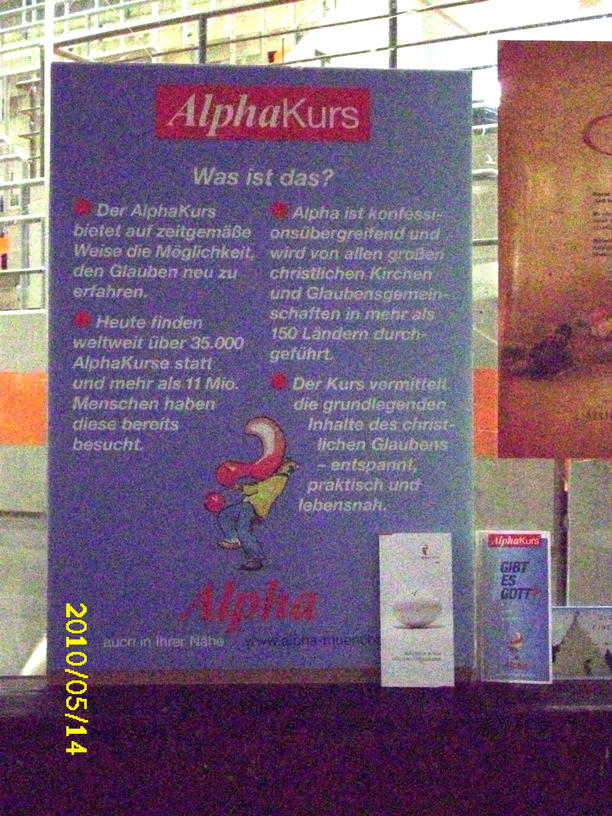 AlphaKurs
Was ist das?
Der AlphaKurs
bietet auf zeitgemäße
Weise die Möglichkeit,
den Glauben neu zu
erfahren.
Heute finden
weltweit über 35.000
AlphaKurse statt
und mehr als 11 Mio.
Menschen haben
diese bereits
besucht.
Alpha ist konfessi-
onsübergreifend und
wird von allen großen
christlichen Kirchen
und Glaubensgemein-
schaften in mehr als
150 Ländern durch-
geführt.
Der Kurs vermittelt
die grundlegenden
Inhalte des christ-
lichen Glaubens
– entspannt,
praktisch und
lebensnah.
Alpha
auch in Ihrer Nähe www.alpha-muenche
AlphaKurs
GIBT
ES
GOTT?
Alpha
2010/05/14